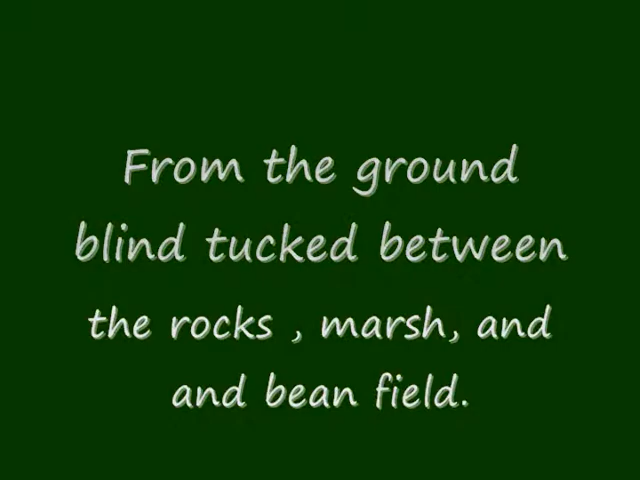 From the ground
blind tucked between
the rocks , marsh, and
and bean field.